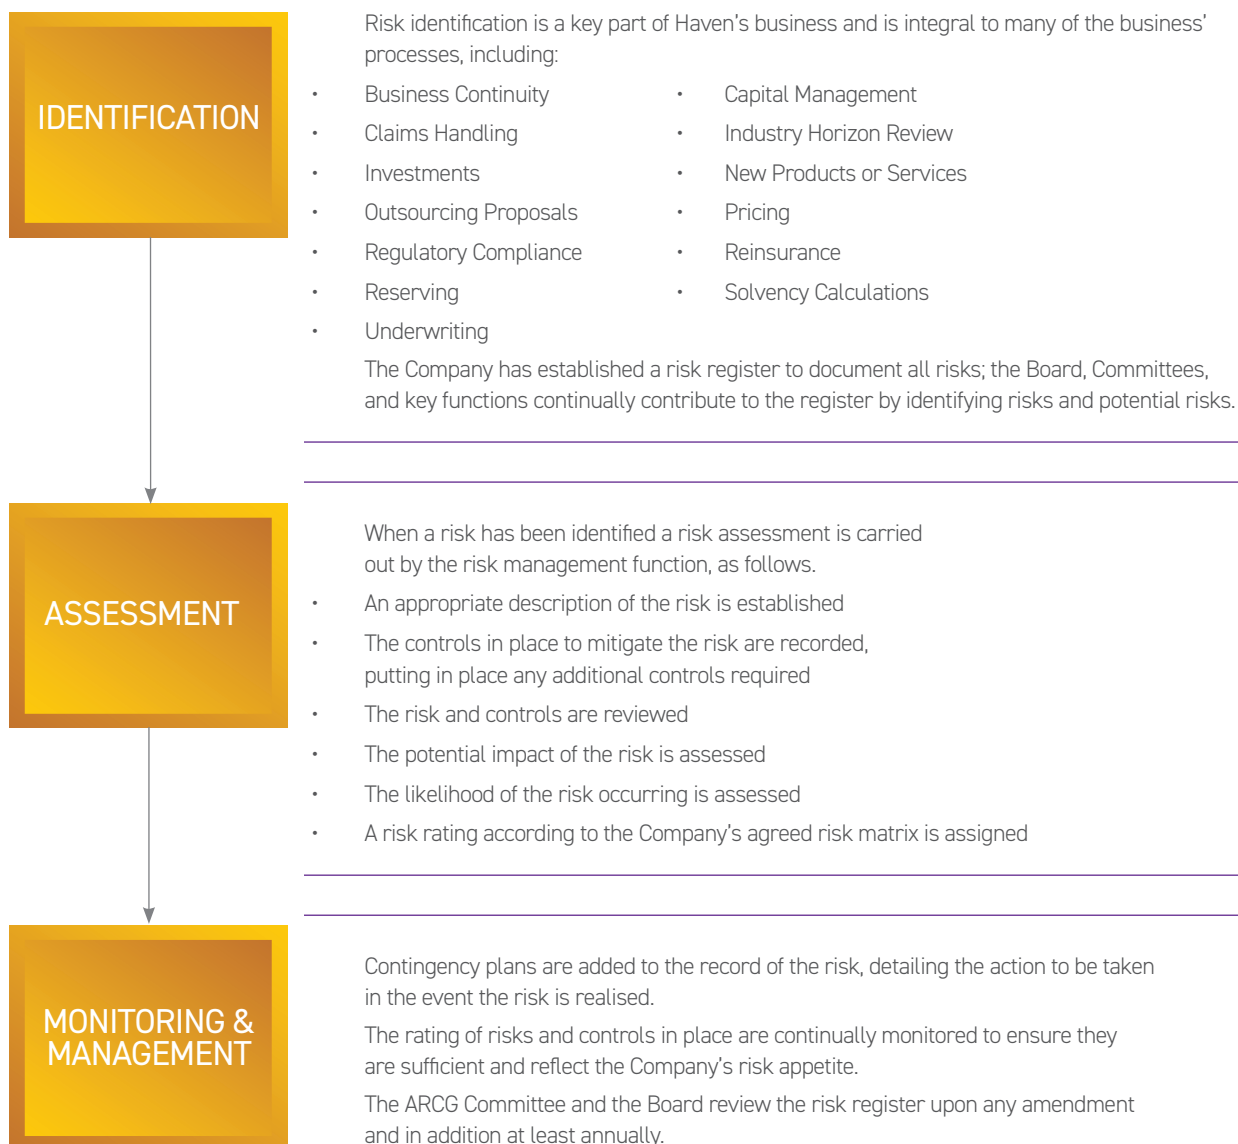 IDENTIFICATION
Risk identification is a key part of Haven’s business and is integral to many of the business’
processes, including:
• Business Continuity
• Claims Handling
• Investments
• Outsourcing Proposals
• Regulatory Compliance
• Reserving
• Underwriting
• Capital Management
• Industry Horizon Review
• New Products or Services
• Pricing
• Reinsurance
• Solvency Calculations
The Company has established a risk register to document all risks; the Board, Committees,
and key functions continually contribute to the register by identifying risks and potential risks.
ASSESSMENT
When a risk has been identified a risk assessment is carried
out by the risk management function, as follows.
• An appropriate description of the risk is established
• The controls in place to mitigate the risk are recorded,
putting in place any additional controls required
• The risk and controls are reviewed
• The potential impact of the risk is assessed
• The likelihood of the risk occurring is assessed
• A risk rating according to the Company’s agreed risk matrix is assigned
MONITORING &
MANAGEMENT
Contingency plans are added to the record of the risk, detailing the action to be taken
in the event the risk is realised.
The rating of risks and controls in place are continually monitored to ensure they
are sufficient and reflect the Company’s risk appetite.
The ARCG Committee and the Board review the risk register upon any amendment
and in addition at least annually.